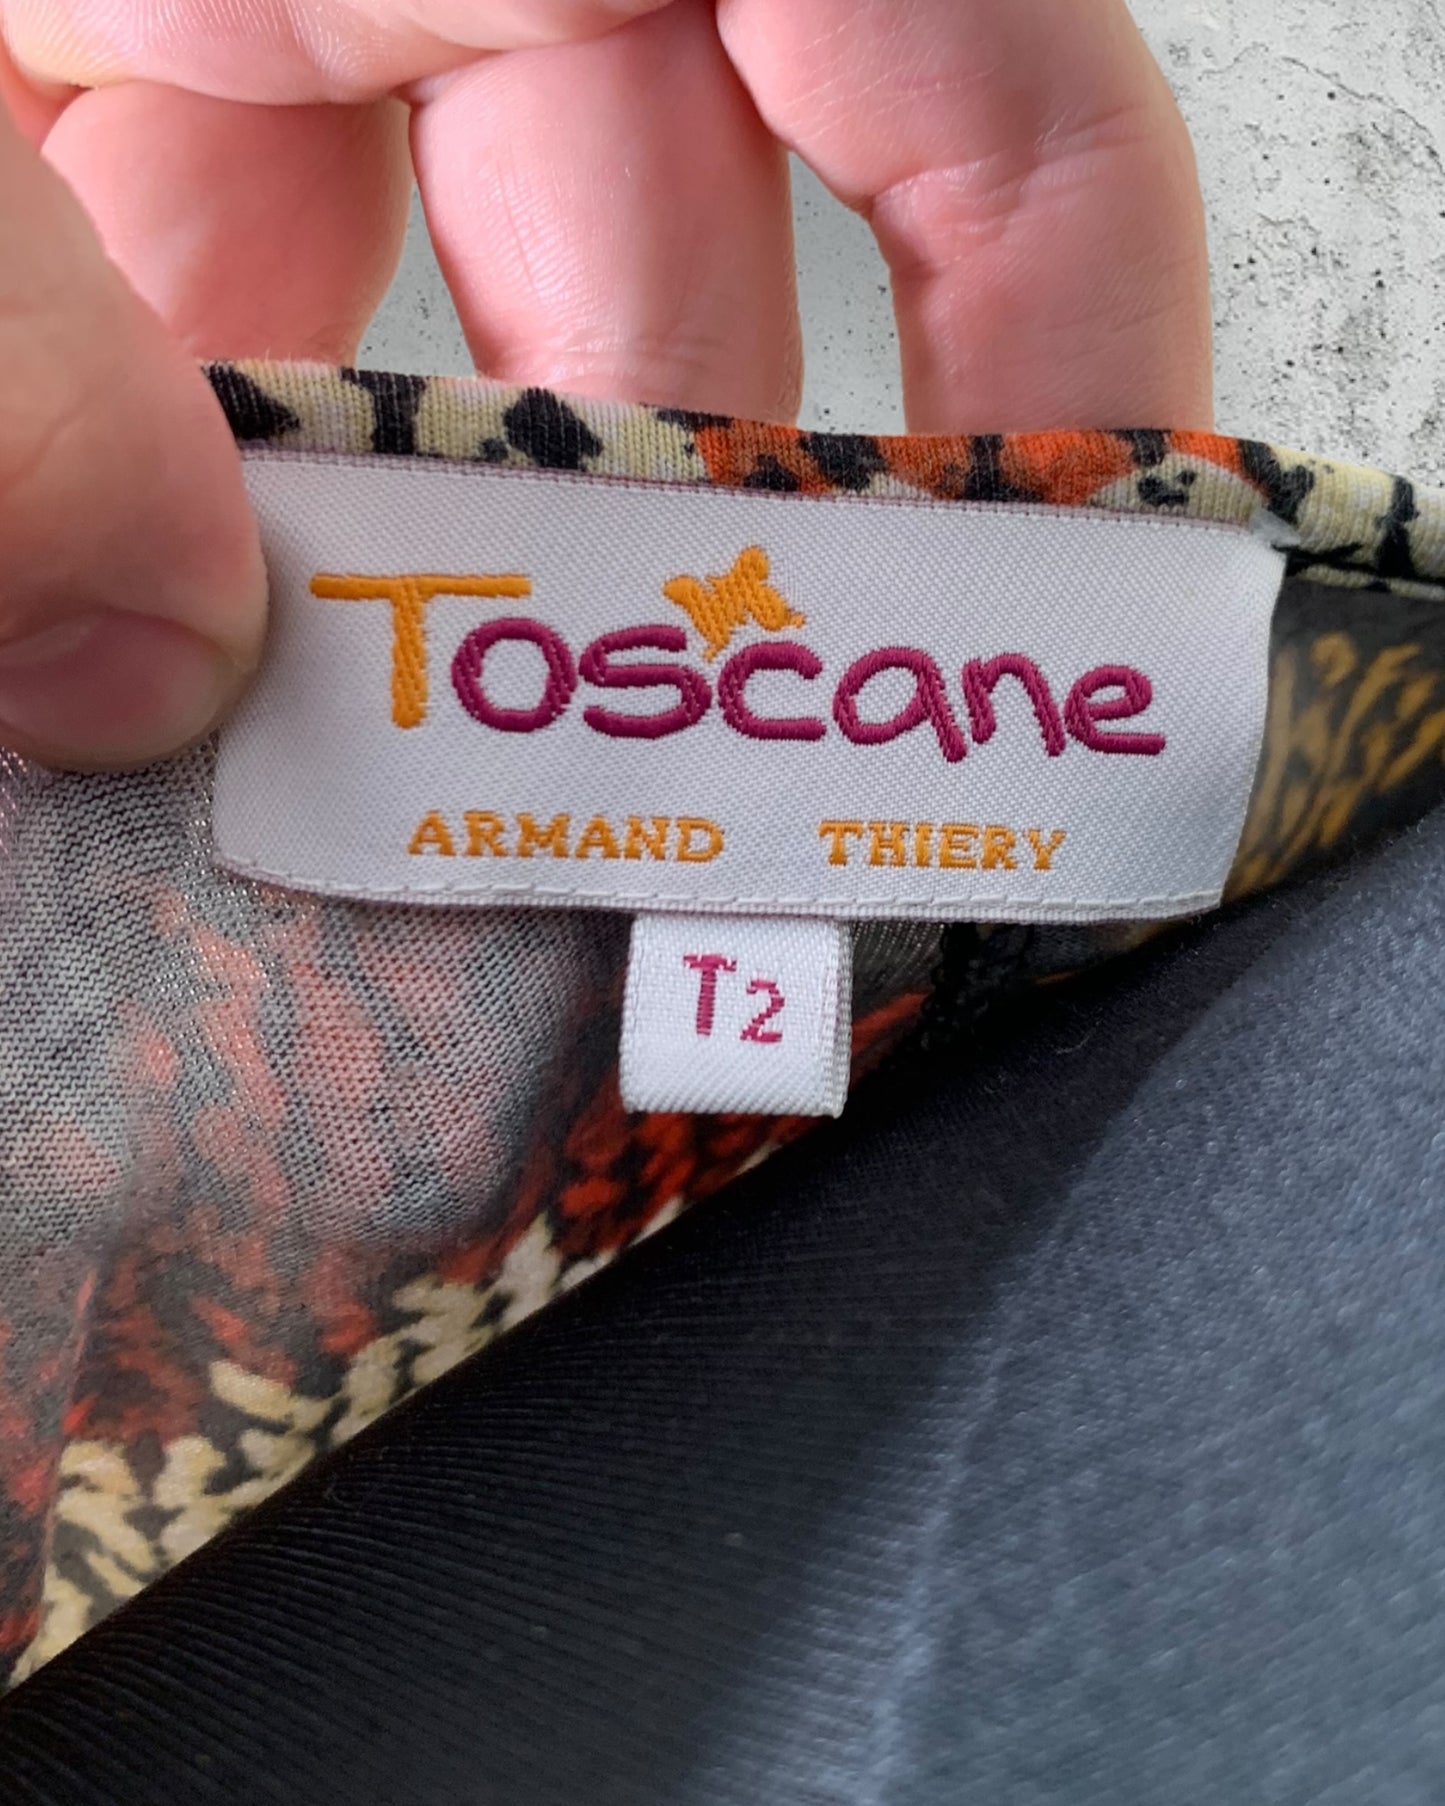 Toscane
ARMAND THIERY
T2